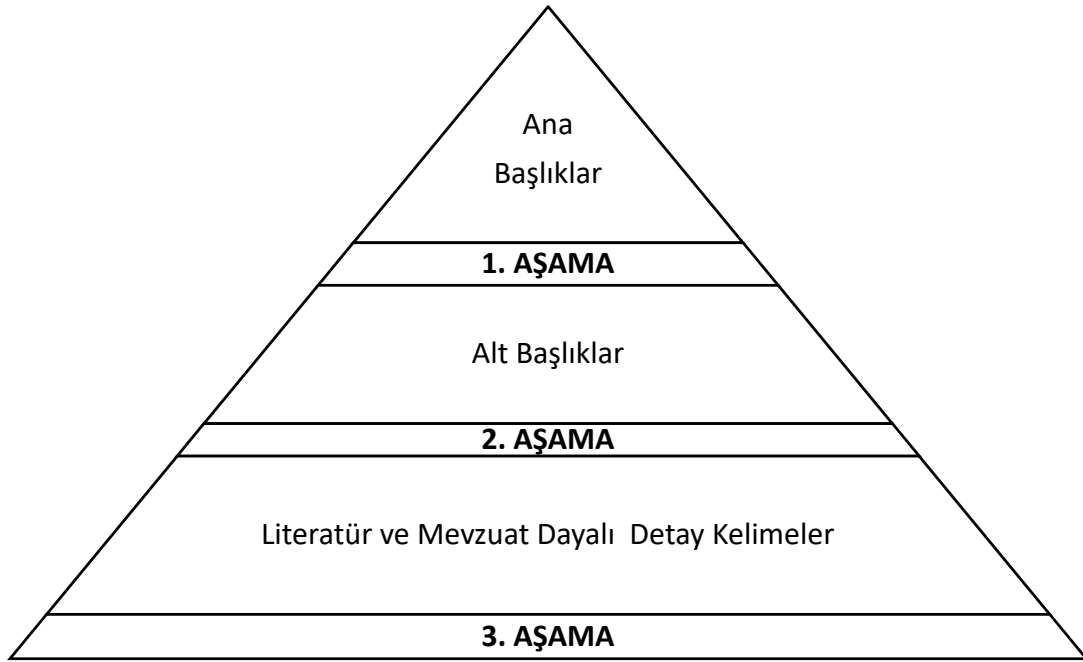 Ana
Başlıklar
1. AŞAMA
Alt Başlıklar
2. AŞAMA
Literatür ve Mevzuat Dayalı  Detay Kelimeler
3. AŞAMA